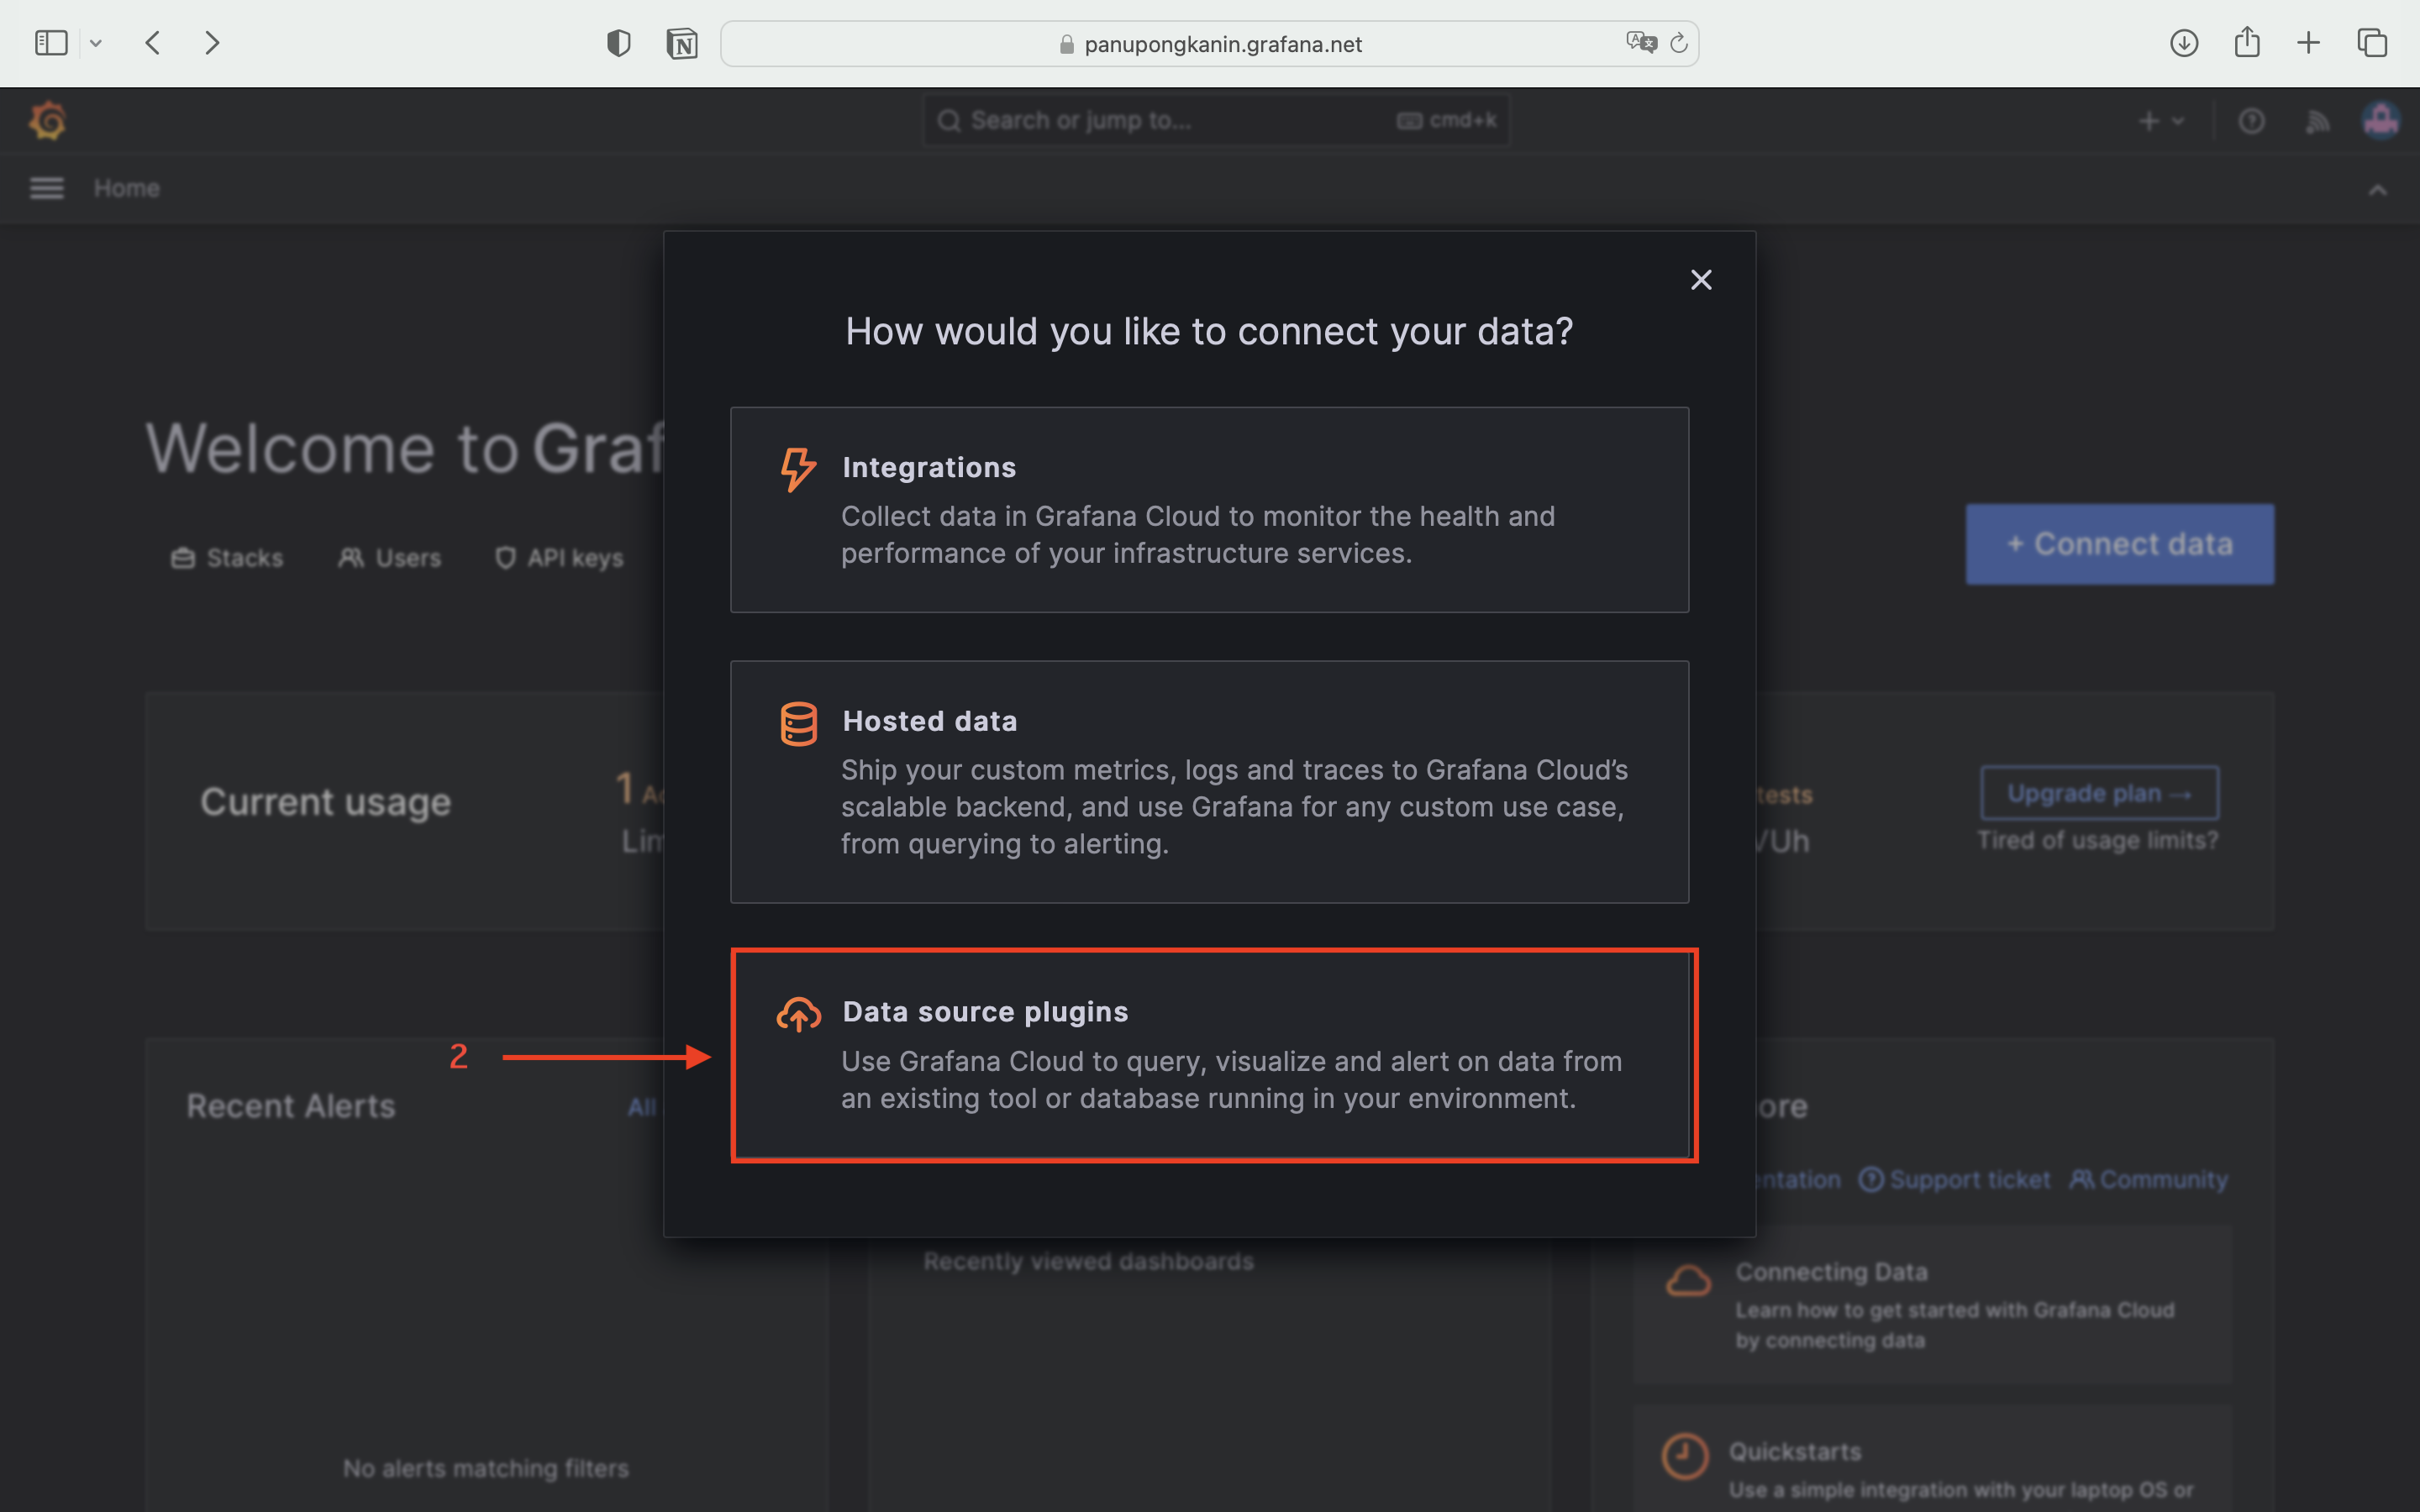 panupongkanin.grafana.net
Search or jump to...
cmd+k
Home
How would you like to connect your data?
Welcome to Graf
Integrations
Collect data in Grafana Cloud to monitor the health and
performance of your infrastructure services.
Stacks
Users
API keys
+ Connect data
Hosted data
Ship your custom metrics, logs and traces to Grafana Cloud’s
scalable backend, and use Grafana for any custom use case,
from querying to alerting.
Current usage
1
Lim
tests
/Uh
Upgrade plan →
Tired of usage limits?
Data source plugins
Use Grafana Cloud to query, visualize and alert on data from
an existing tool or database running in your environment.
2
Recent Alerts
All
ore
entation
Support ticket
Community
Recently viewed dashboards
Connecting Data
Learn how to get started with Grafana Cloud
by connecting data
No alerts matching filters
Quickstarts
Use a simple integration with your laptop OS or